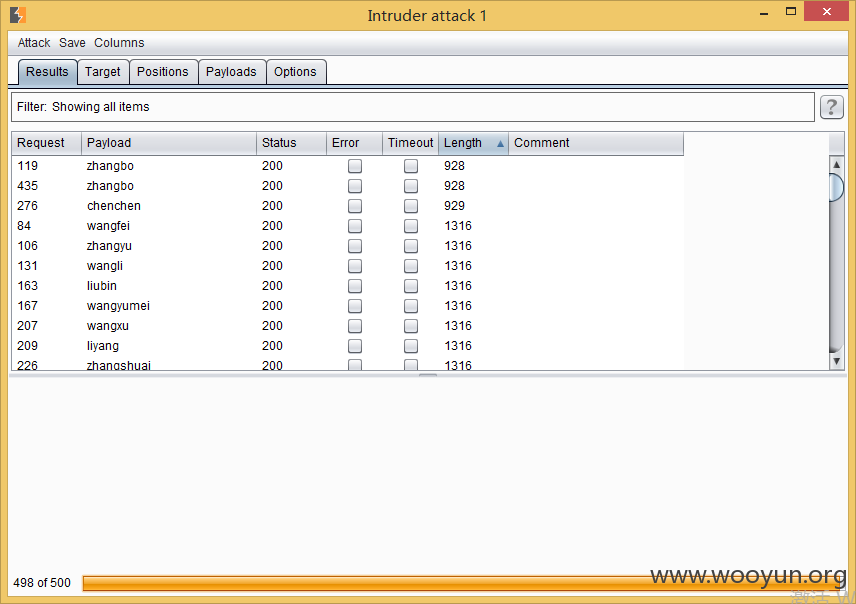 Intruder attack 1
Attack Save Columns
Results Target Positions Payloads Options
Filter: Showing all items ?
Request Payload Status Error Timeout Length Comment
119 zhangbo 200 928
435 zhangbo 200 928
276 chenchen 200 929
84 wangfei 200 1316
106 zhangyu 200 1316
131 wangli 200 1316
163 liubin 200 1316
167 wangyumei 200 1316
207 wangxu 200 1316
209 liyang 200 1316
226 zhangshuai 200 1316
498 of 500
www.wooyun.org
激活 W